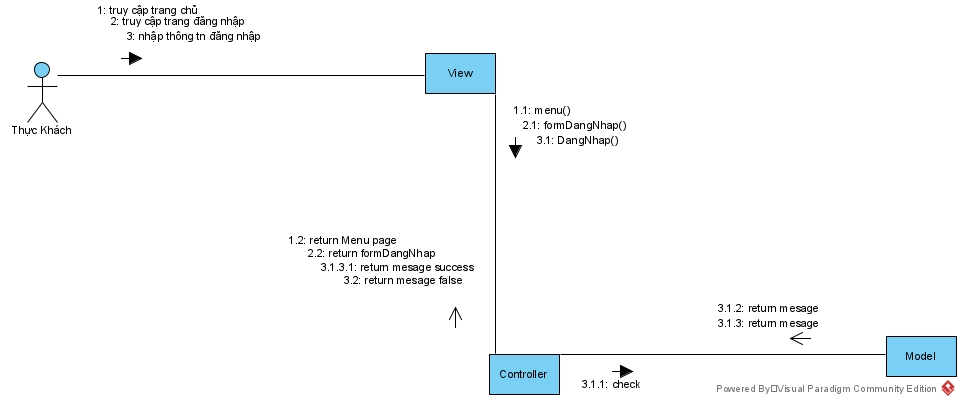 1: truy cập trang chủ
2: truy cập trang đăng nhập
3: nhập thông tn đăng nhập
View
Thực Khách
1.1: menu()
2.1: formDangNhap()
3.1: DangNhap()
1.2: return Menu page
2.2: return formDangNhap
3.1.3.1: return mesage success
3.2: return mesage false
3.1.2: return mesage
3.1.3: return mesage
Model
Controller
3.1.1: check
Powered By Visual Paradigm Community Edition